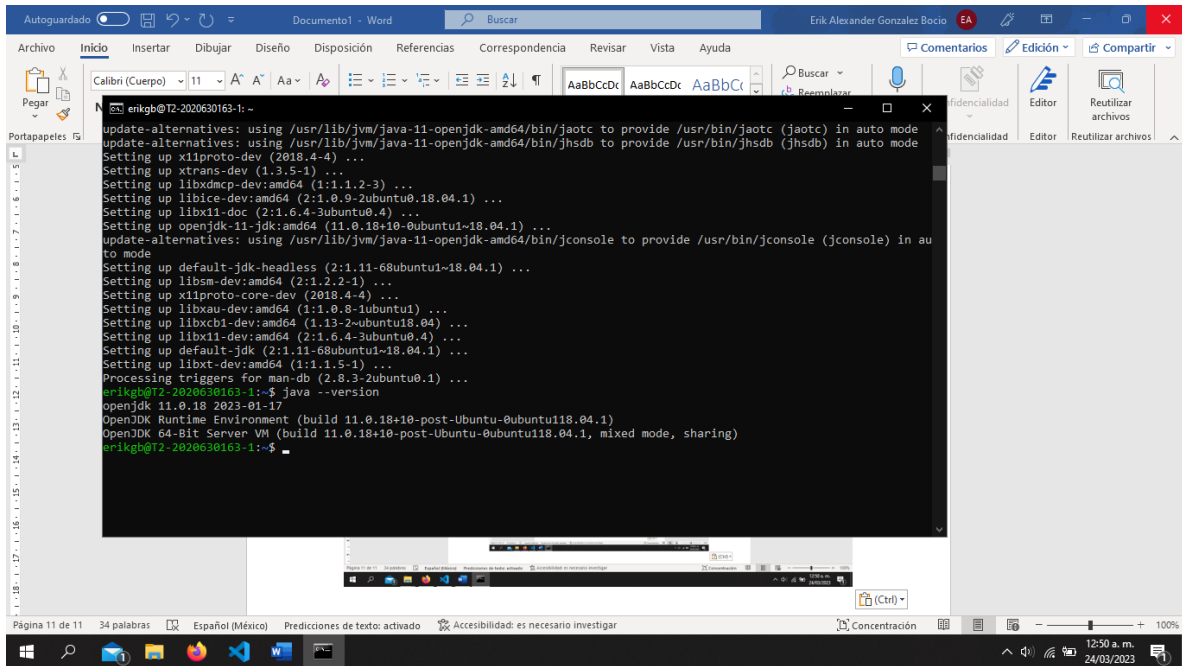 Autoguardado
Documento1 - Word
Buscar
Erik Alexander Gonzalez Bocio
EA
Archivo Inicio Insertar Dibujar Diseño Disposición Referencias Correspondencia Revisar Vista Ayuda
Comentarios Edición Compartir
Pegar
Calibri (Cuerpo) 11 A A Aa
N
AaBbCcDc AaBbCcDc AaBbCc
Buscar
Reemplazar
Editor
Reutilizar
archivos
Portapapeles
Editor Reutilizar archivos
erikgb@T2-2020630163-1: ~
update-alternatives: using /usr/lib/jvm/java-11-openjdk-amd64/bin/jaotc to provide /usr/bin/jaotc (jaotc) in auto mode
update-alternatives: using /usr/lib/jvm/java-11-openjdk-amd64/bin/jhsdb to provide /usr/bin/jhsdb (jhsdb) in auto mode
Setting up x11proto-dev (2018.4-4) ...
Setting up xtrans-dev (1.3.5-1) ...
Setting up libxdmcp-dev:amd64 (1:1.1.2-3) ...
Setting up libice-dev:amd64 (2:1.0.9-2ubuntu0.18.04.1) ...
Setting up libx11-doc (2:1.6.4-3ubuntu0.4) ...
Setting up openjdk-11-jdk:amd64 (11.0.18+10-0ubuntu1~18.04.1) ...
update-alternatives: using /usr/lib/jvm/java-11-openjdk-amd64/bin/jconsole to provide /usr/bin/jconsole (jconsole) in au
to mode
Setting up default-jdk-headless (2:1.11-68ubuntu1~18.04.1) ...
Setting up libsm-dev:amd64 (2:1.2.2-1) ...
Setting up x11proto-core-dev (2018.4-4) ...
Setting up libxau-dev:amd64 (1:1.0.8-1ubuntu1) ...
Setting up libxcb1-dev:amd64 (1.13-2~ubuntu18.04) ...
Setting up libx11-dev:amd64 (2:1.6.4-3ubuntu0.4) ...
Setting up default-jdk (2:1.11-68ubuntu1~18.04.1) ...
Setting up libxt-dev:amd64 (1:1.1.5-1) ...
Processing triggers for man-db (2.8.3-2ubuntu0.1) ...
erikgb@T2-2020630163-1:~$ java --version
openjdk 11.0.18 2023-01-17
OpenJDK Runtime Environment (build 11.0.18+10-post-Ubuntu-0ubuntu118.04.1)
OpenJDK 64-Bit Server VM (build 11.0.18+10-post-Ubuntu-0ubuntu118.04.1, mixed mode, sharing)
erikgb@T2-2020630163-1:~$
(Ctrl)
Página 11 de 11 34 palabras Español (México) Predicciones de texto: activado Accesibilidad: es necesario investigar Concentración 100%
12:50 a. m.
24/03/2023